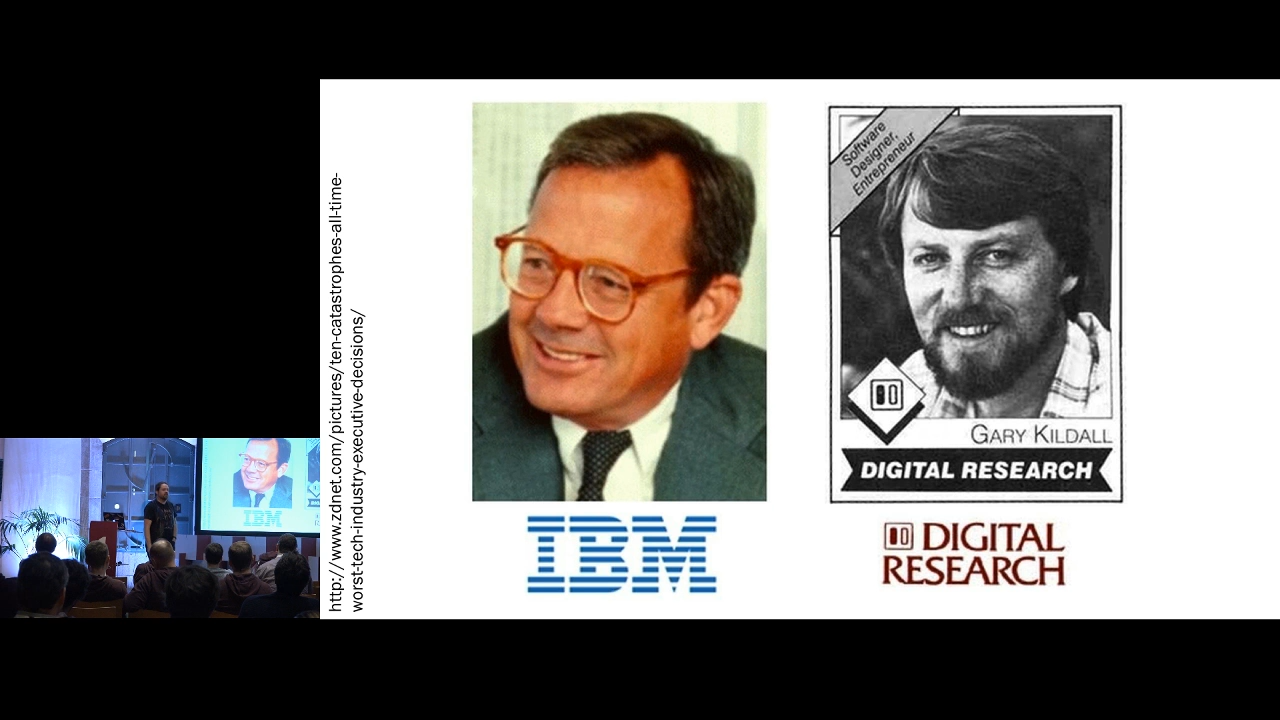 http://www.zdnet.com/pictures/ten-catastrophes-all-time-
worst-tech-industry-executive-decisions/
IBM
Software
Designer,
Entrepreneur
GARY KILDALL
DIGITAL RESEARCH
DIGITAL
RESEARCH
IBM